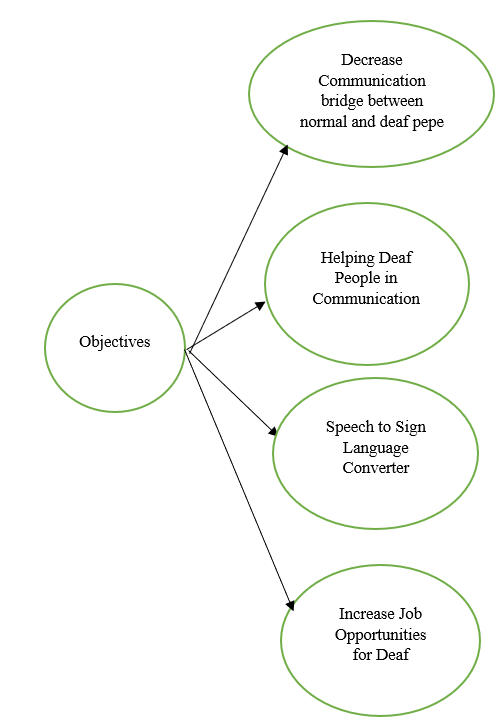 Decrease
Communication
bridge between
normal and deaf pepe
Helping Deaf
People in
Communication
Objectives
Speech to Sign
Language
Converter
Increase Job
Opportunities
for Deaf